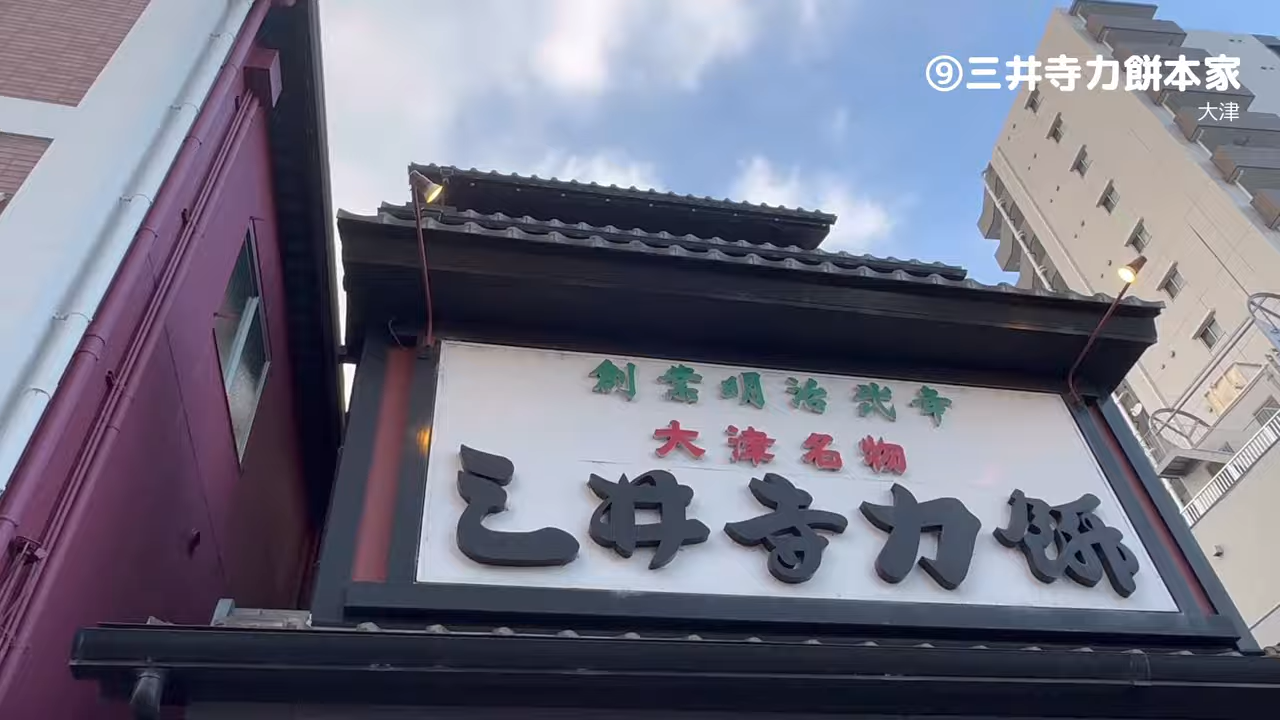 ⑨三井寺力餅本家
大津
創業明治弐年
大津名物
三井寺力餅